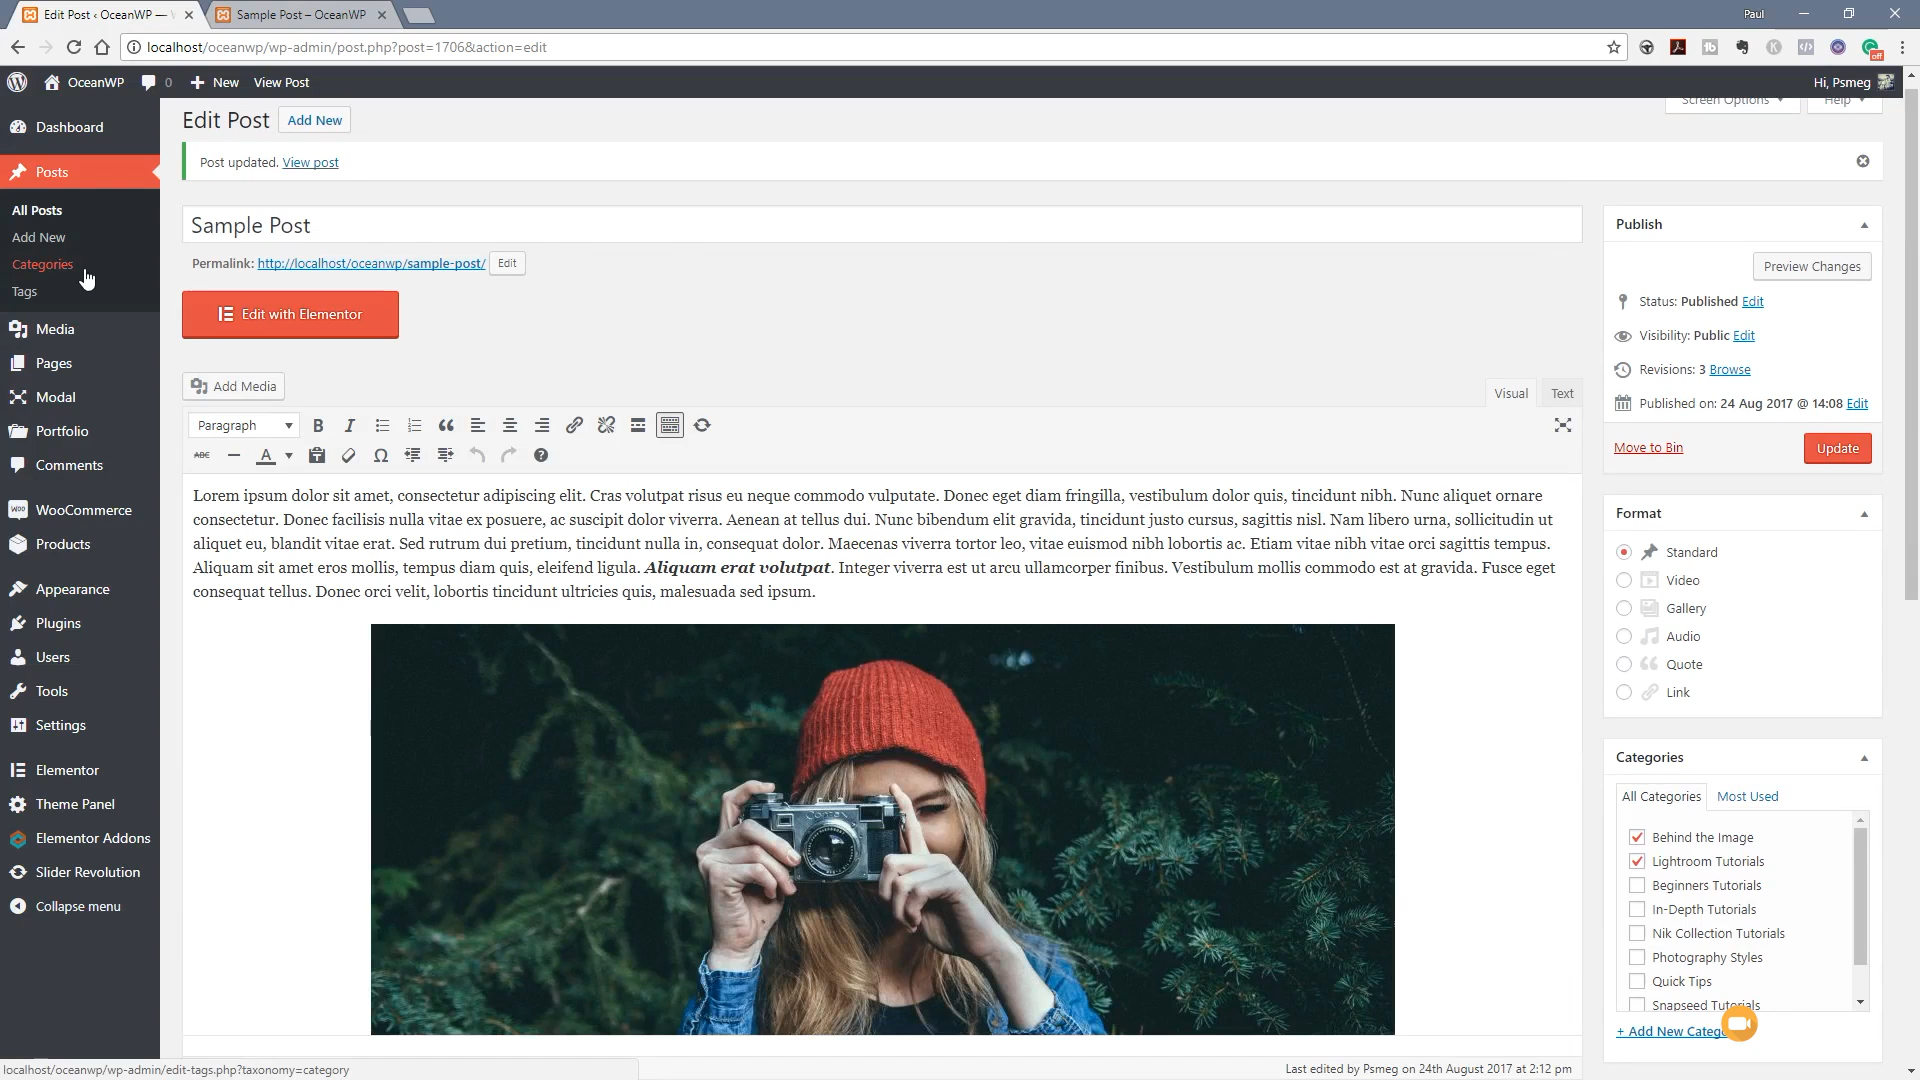 Edit Post ‹ OceanWP —
Sample Post – OceanWP
Paul
localhost/oceanwp/wp-admin/post.php?post=1706&action=edit
off
OceanWP
0
New
View Post
Hi, Psmeg
Dashboard
Posts
All Posts
Add New
Categories
Tags
Media
Pages
Modal
Portfolio
Comments
WooCommerce
Products
Appearance
Plugins
Users
Tools
Settings
Elementor
Theme Panel
Elementor Addons
Slider Revolution
Collapse menu
Screen Options
Help
Edit Post
Add New
Post updated. View post
Sample Post
Permalink: http://localhost/oceanwp/sample-post/ Edit
Edit with Elementor
Add Media
Visual
Text
Paragraph
B
I
ABC
A
Ω
Lorem ipsum dolor sit amet, consectetur adipiscing elit. Cras volutpat risus eu neque commodo vulputate. Donec eget diam fringilla, vestibulum dolor quis, tincidunt nibh. Nunc aliquet ornare
consectetur. Donec facilisis nulla vitae ex posuere, ac suscipit dolor viverra. Aenean at tellus dui. Nunc bibendum elit gravida, tincidunt justo cursus, sagittis nisl. Nam libero urna, sollicitudin ut
aliquet eu, blandit vitae erat. Sed rutrum dui pretium, tincidunt nulla in, consequat dolor. Maecenas viverra tortor leo, vitae euismod nibh lobortis ac. Etiam vitae nibh vitae orci sagittis tempus.
Aliquam sit amet eros mollis, tempus diam quis, eleifend ligula. Aliquam erat volutpat. Integer viverra est ut arcu ullamcorper finibus. Vestibulum mollis commodo est at gravida. Fusce eget
consequat tellus. Donec orci velit, lobortis tincidunt ultricies quis, malesuada sed ipsum.
CONTAX
Publish
Preview Changes
Status: Published Edit
Visibility: Public Edit
Revisions: 3 Browse
Published on: 24 Aug 2017 @ 14:08 Edit
Move to Bin
Update
Format
Standard
Video
Gallery
Audio
Quote
Link
Categories
All Categories
Most Used
Behind the Image
Lightroom Tutorials
Beginners Tutorials
In-Depth Tutorials
Nik Collection Tutorials
Photography Styles
Quick Tips
Snapseed Tutorials
+ Add New Catego
localhost/oceanwp/wp-admin/edit-tags.php?taxonomy=category
Last edited by Psmeg on 24th August 2017 at 2:12 pm